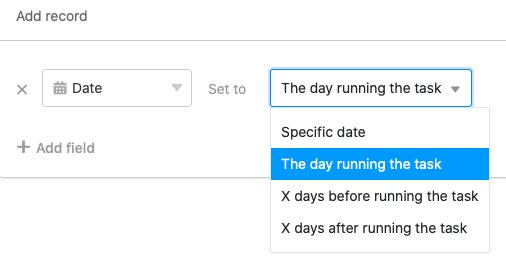 Add record
Date
Set to
The day running the task
Specific date
The day running the task
X days before running the task
Add field
X days after running the task